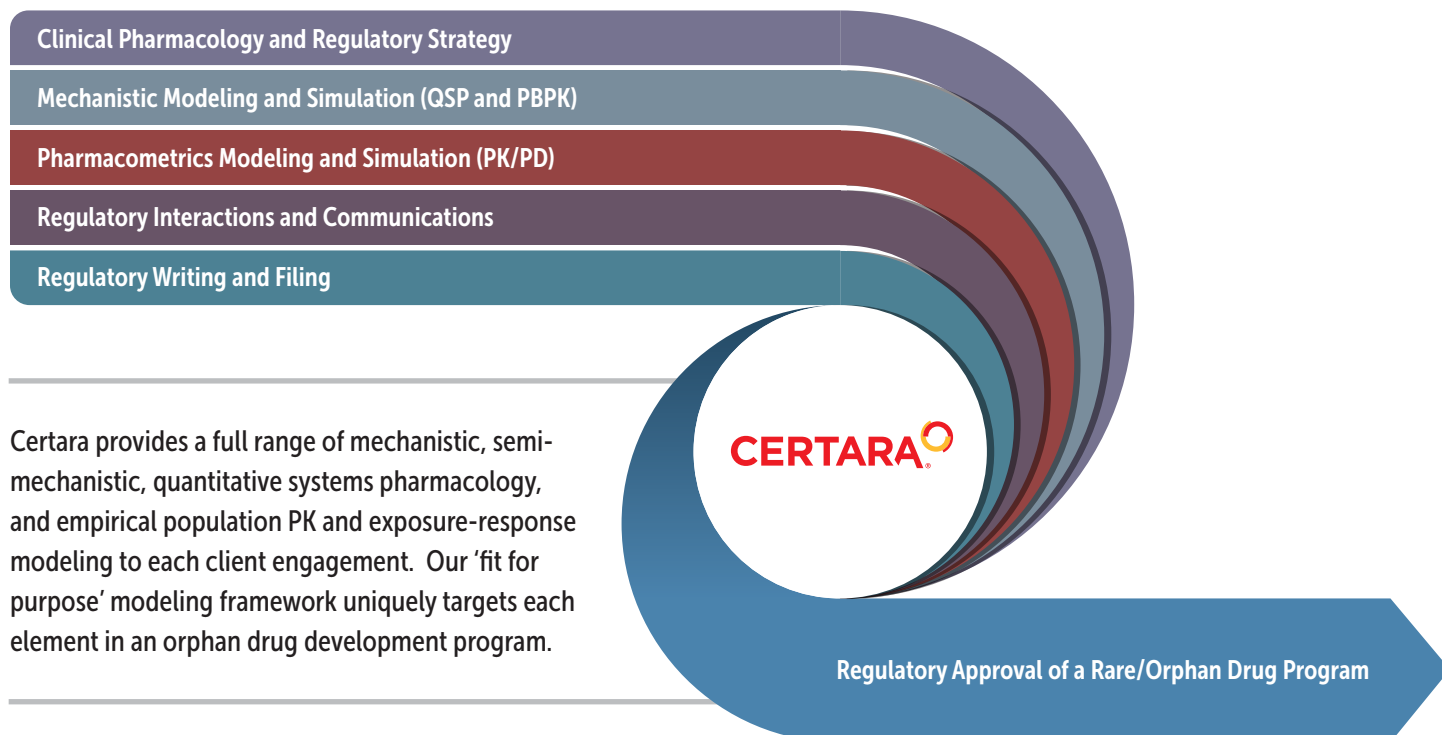 Clinical Pharmacology and Regulatory Strategy
Mechanistic Modeling and Simulation (QSP and PBPK)
Pharmacometrics Modeling and Simulation (PK/PD)
Regulatory Interactions and Communications
Regulatory Writing and Filing
Certara provides a full range of mechanistic, semi-
mechanistic, quantitative systems pharmacology,
and empirical population PK and exposure-response
modeling to each client engagement.  Our ‘fit for
purpose’ modeling framework uniquely targets each
element in an orphan drug development program.
CERTARA®
Regulatory Approval of a Rare/Orphan Drug Program